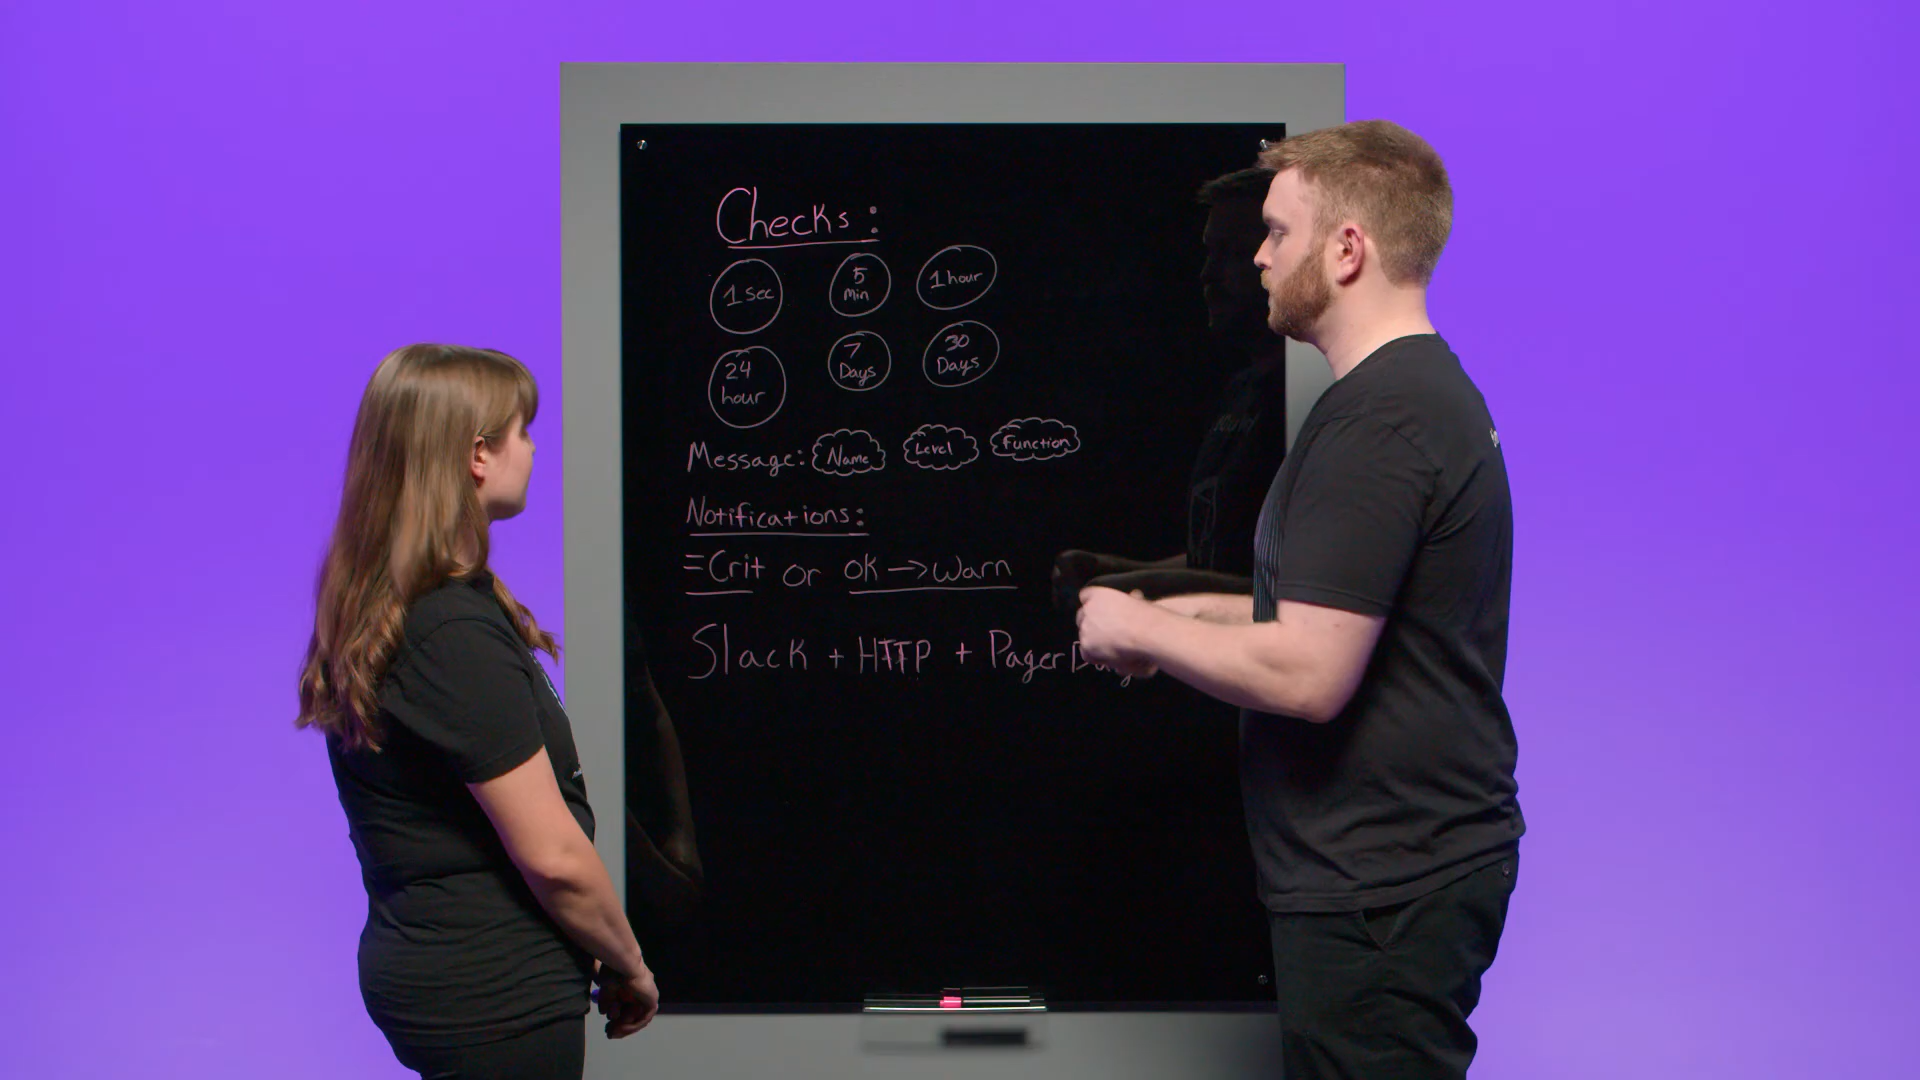 Checks:
1 Sec
5
Min
1 hour
24
hour
7
Days
30
Days
Message: Name Level Function
Notifications:
=Crit or ok -> Warn
Slack + HTTP + Pager